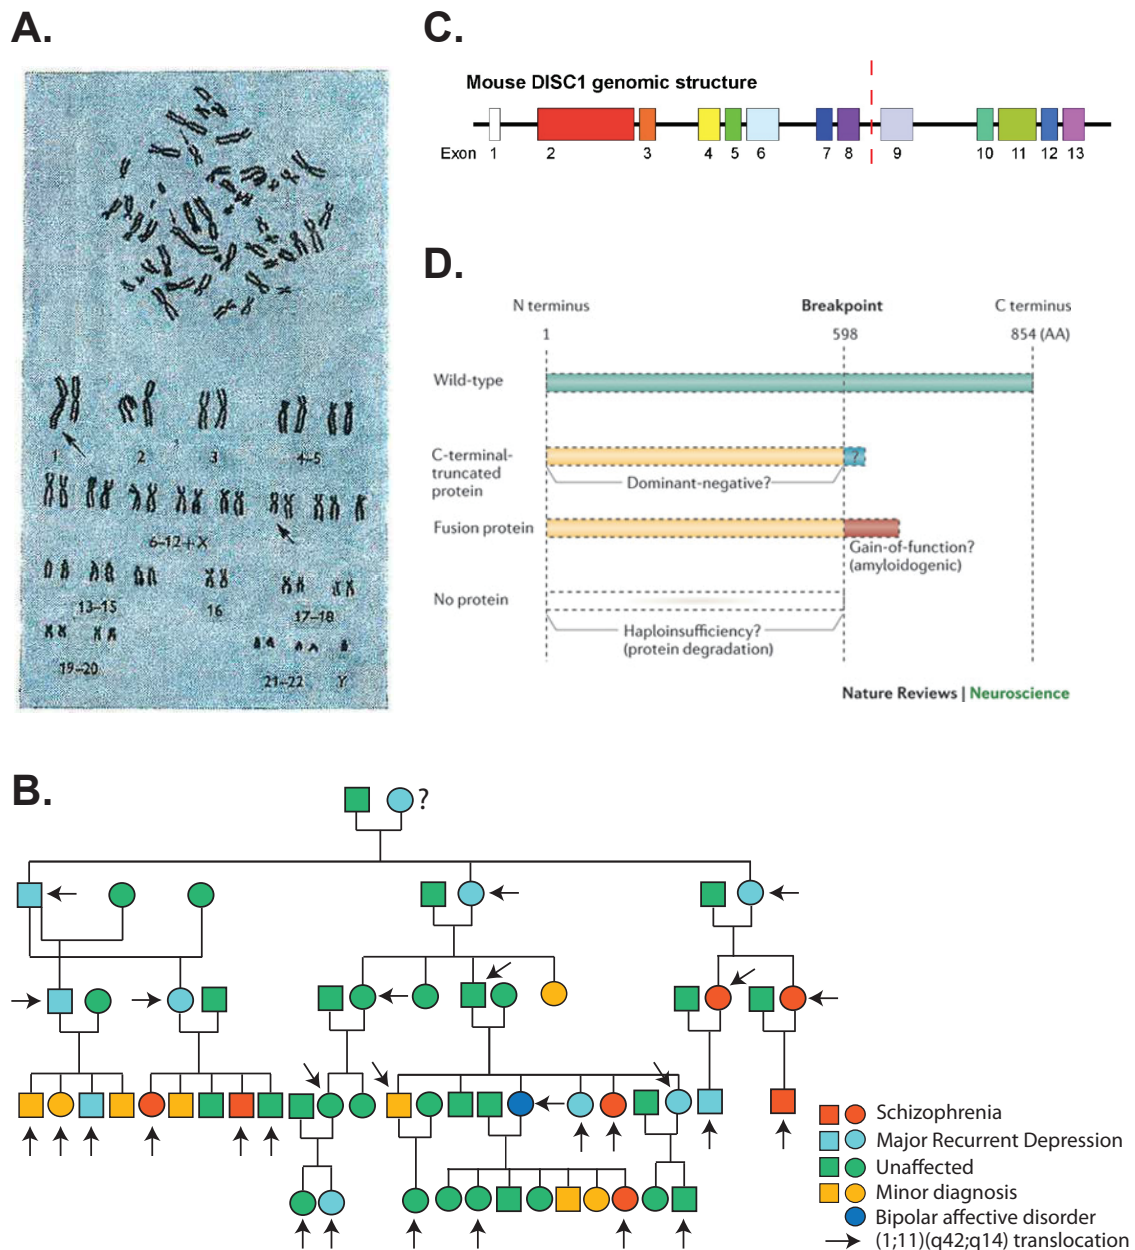 A.
1
2
3
4–5
6–12+X
13–15
16
17–18
19–20
21–22
Y
C.
Mouse DISC1 genomic structure
Exon 1 2 3 4 5 6 7 8 9 10 11 12 13
D.
N terminus Breakpoint C terminus
1 598 854 (AA)
Wild-type
C-terminal-
truncated
protein
?
Dominant-negative?
Fusion protein
Gain-of-function?
(amyloidogenic)
No protein
Haploinsufficiency?
(protein degradation)
Nature Reviews | Neuroscience
B.
?
Schizophrenia
Major Recurrent Depression
Unaffected
Minor diagnosis
Bipolar affective disorder
(1;11)(q42;q14) translocation